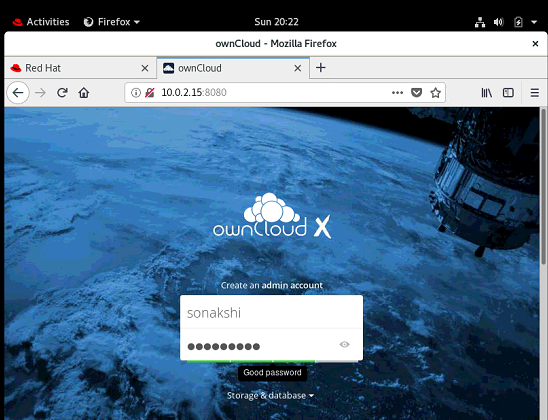 Activities Firefox Sun 20:22
ownCloud - Mozilla Firefox
Red Hat ownCloud
10.0.2.15:8080
ownCloud X
Create an admin account
sonakshi
●●●●●●●●●
Good password
Storage & database